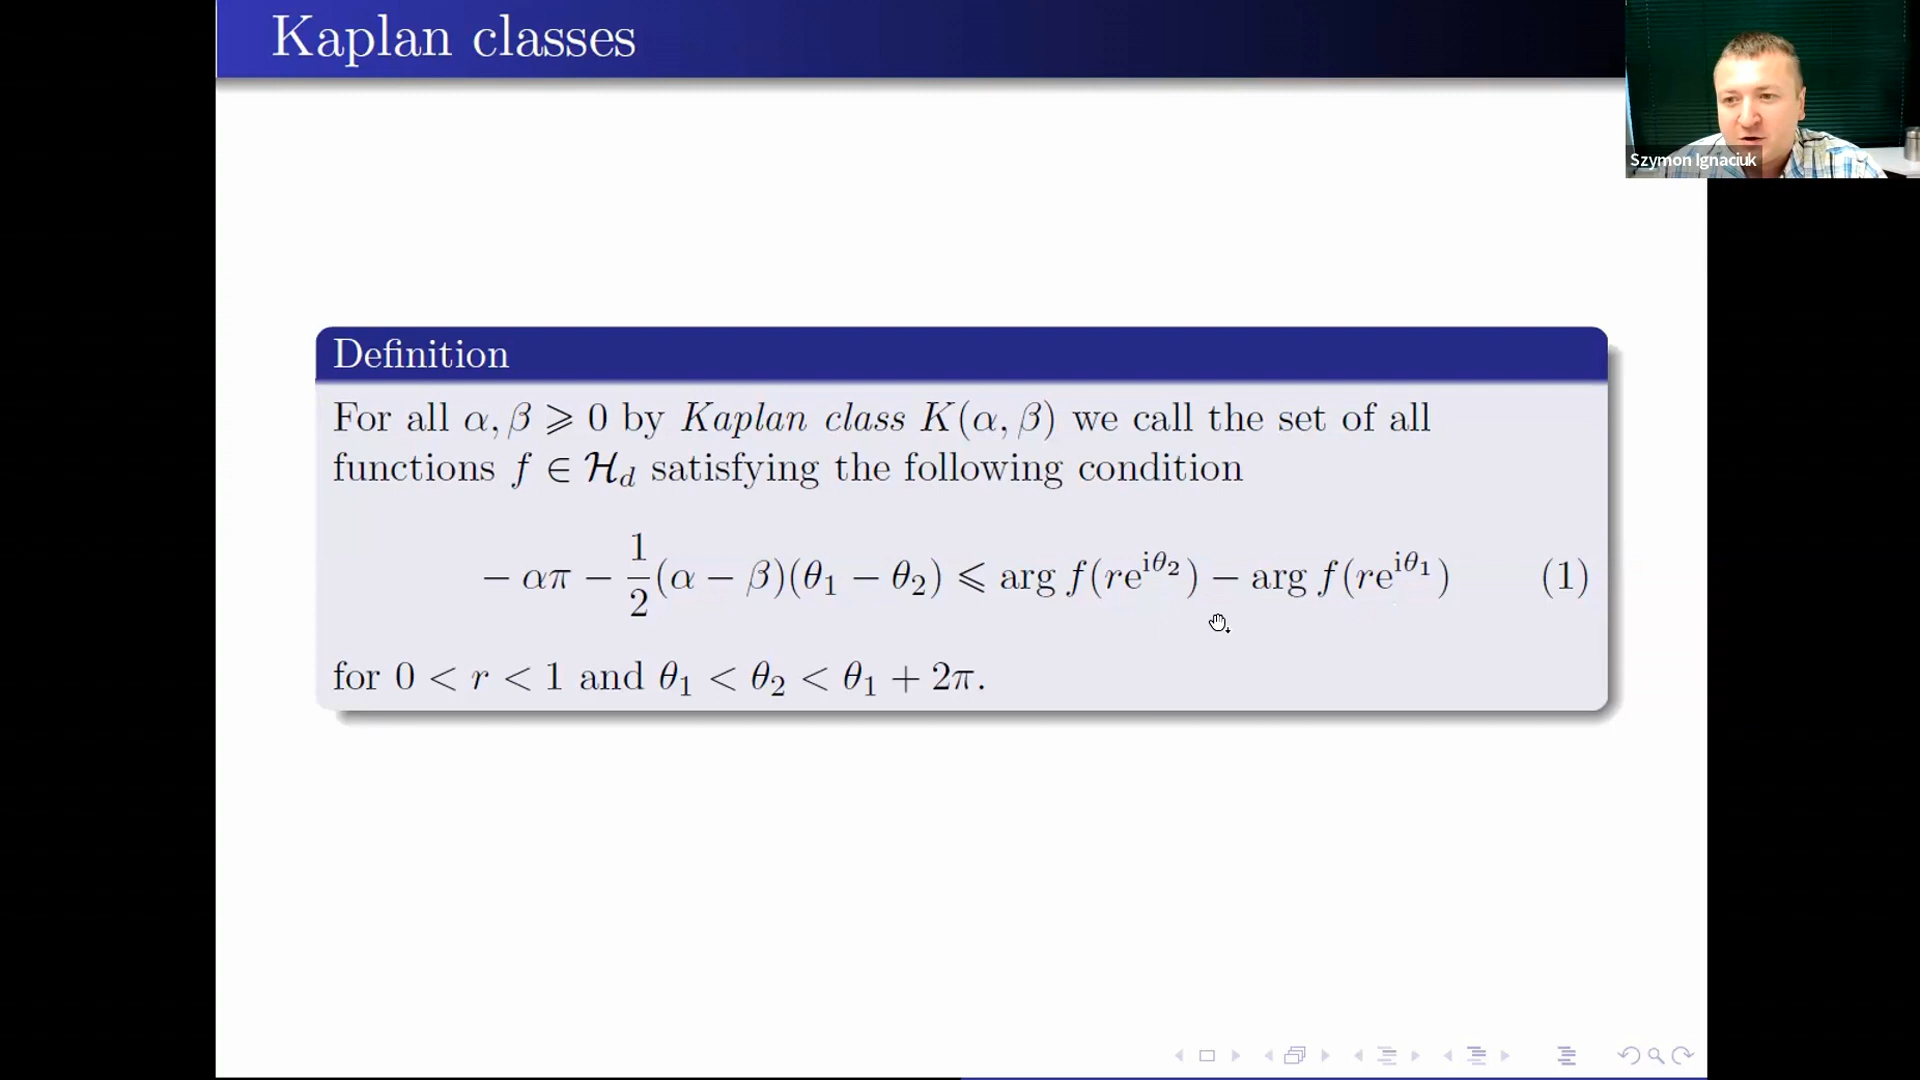 Kaplan classes
Szymon Ignaciuk
Definition
For all α, β ⩾ 0 by Kaplan class K(α, β) we call the set of all
functions f ∈ ℋ_d satisfying the following condition
− απ − 1/2 (α − β)(θ₁ − θ₂) ⩽ arg f(re^{iθ₂}) − arg f(re^{iθ₁}) (1)
for 0 < r < 1 and θ₁ < θ₂ < θ₁ + 2π.